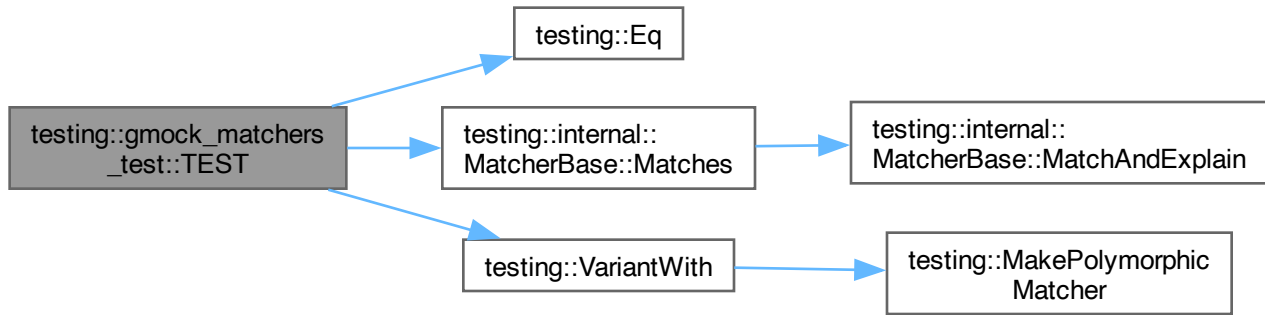 testing::Eq
testing::gmock_matchers
_test::TEST
testing::internal::
MatcherBase::Matches
testing::internal::
MatcherBase::MatchAndExplain
testing::VariantWith
testing::MakePolymorphic
Matcher